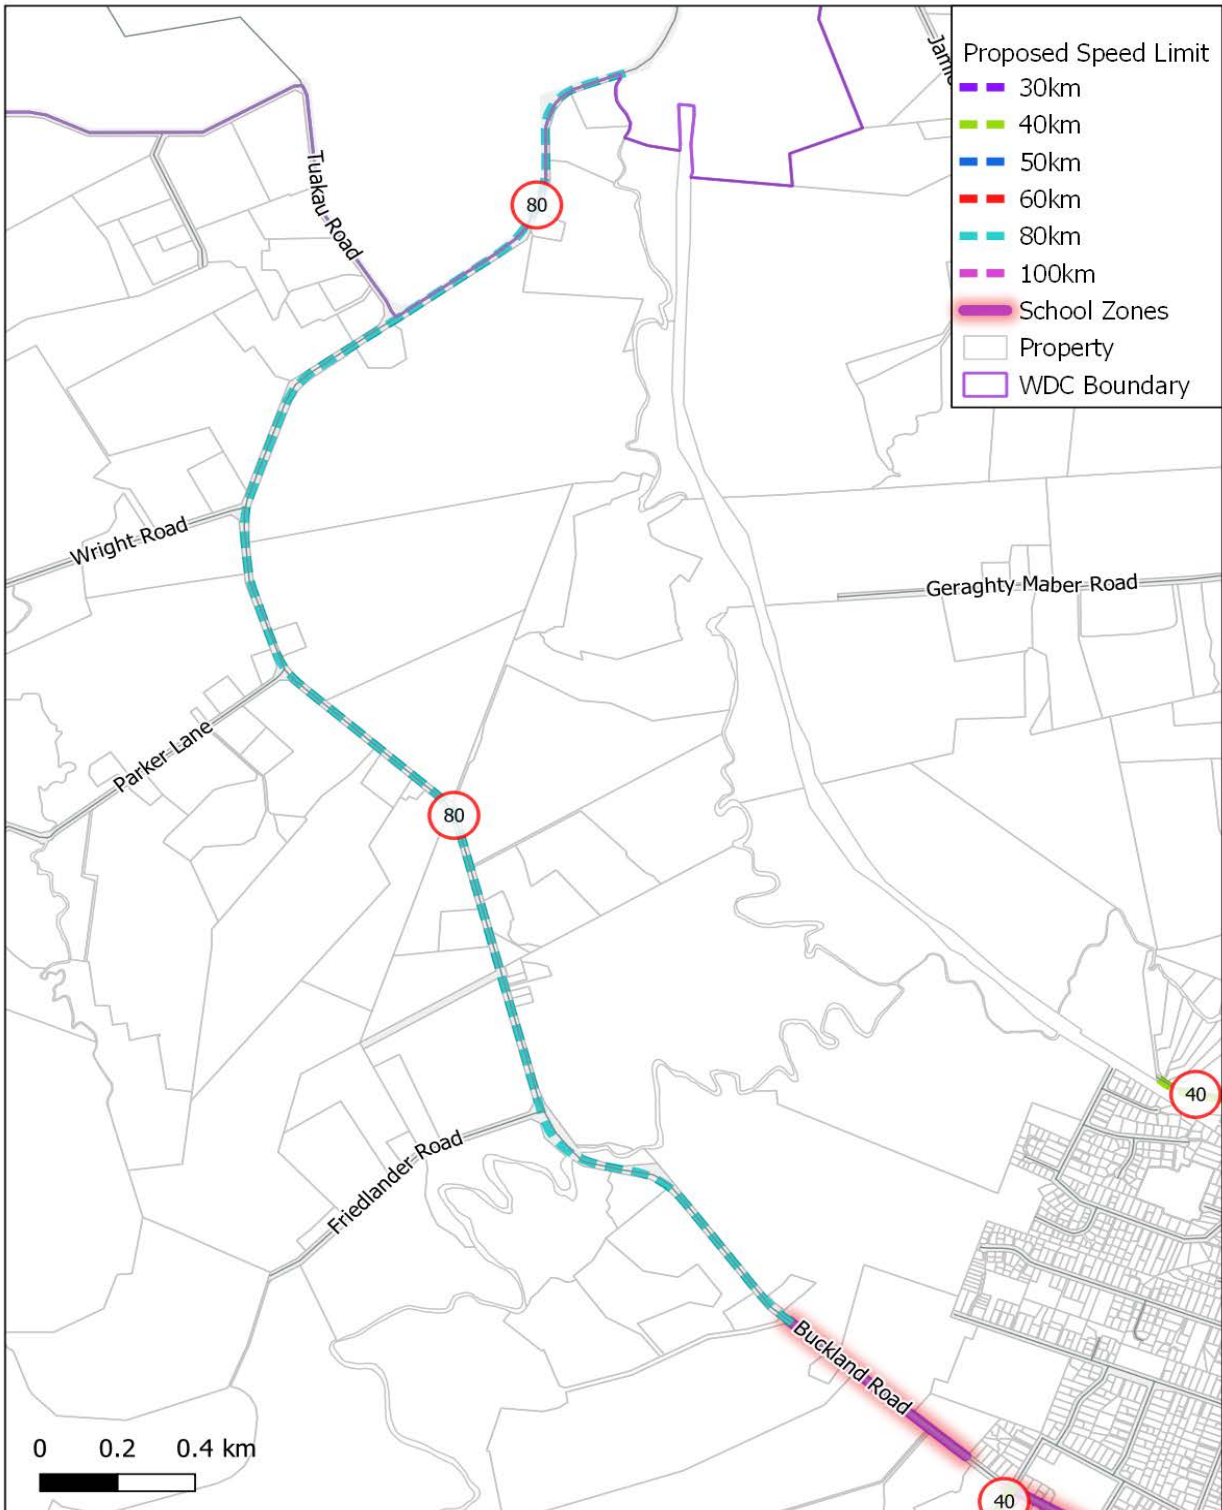 Proposed Speed Limit
30km
40km
50km
60km
80km
100km
School Zones
Property
WDC Boundary
80
Tuakau Road
Wright Road
Geraghty Maber Road
Parker Lane
80
40
Friedlander Road
Buckland Road
0 0.2 0.4 km
40